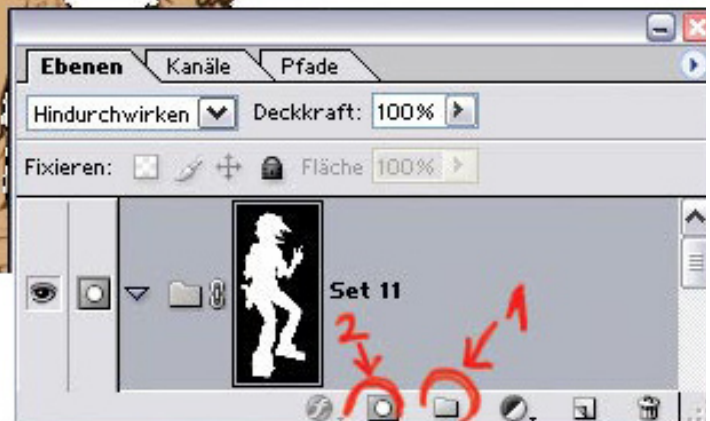 Ebenen Kanäle Pfade
Hindurchwirken Deckkraft: 100%
Fixieren: Fläche 100%
Set 11
2 1